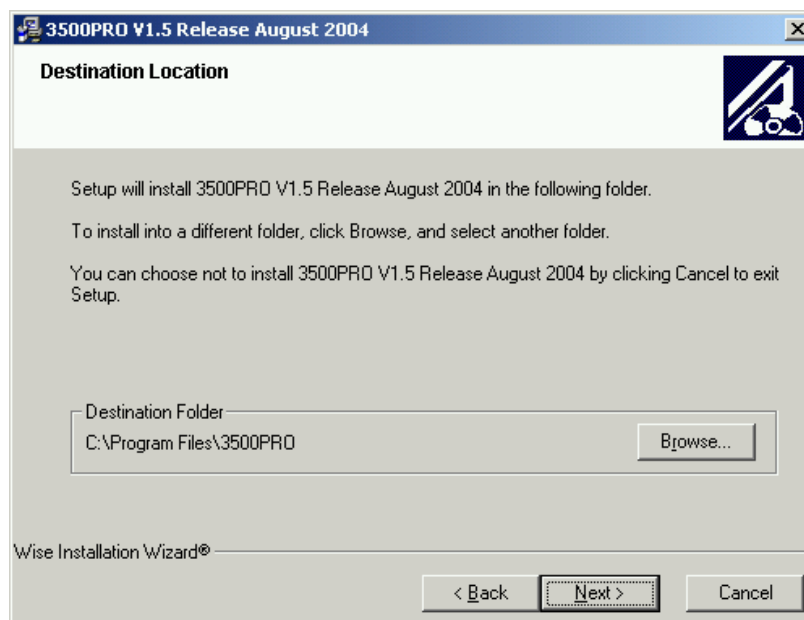 3500PRO V1.5 Release August 2004
Destination Location
Setup will install 3500PRO V1.5 Release August 2004 in the following folder.
To install into a different folder, click Browse, and select another folder.
You can choose not to install 3500PRO V1.5 Release August 2004 by clicking Cancel to exit
Setup.
Destination Folder
C:\Program Files\3500PRO
Browse...
Wise Installation Wizard®
< Back
Next >
Cancel